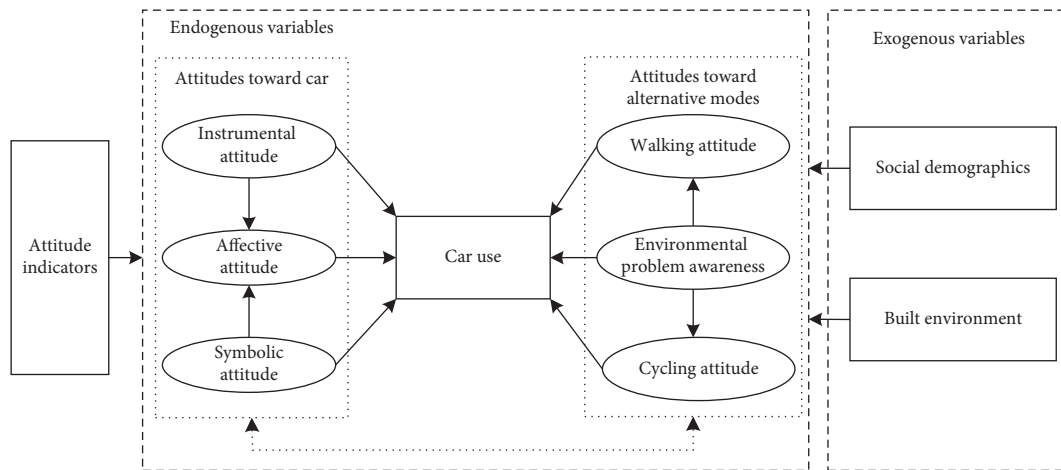 Endogenous variables
Exogenous variables
Attitudes toward car
Attitudes toward
alternative modes
Instrumental
attitude
Walking attitude
Social demographics
Attitude
indicators
Affective
attitude
Car use
Environmental
problem awareness
Built environment
Symbolic
attitude
Cycling attitude